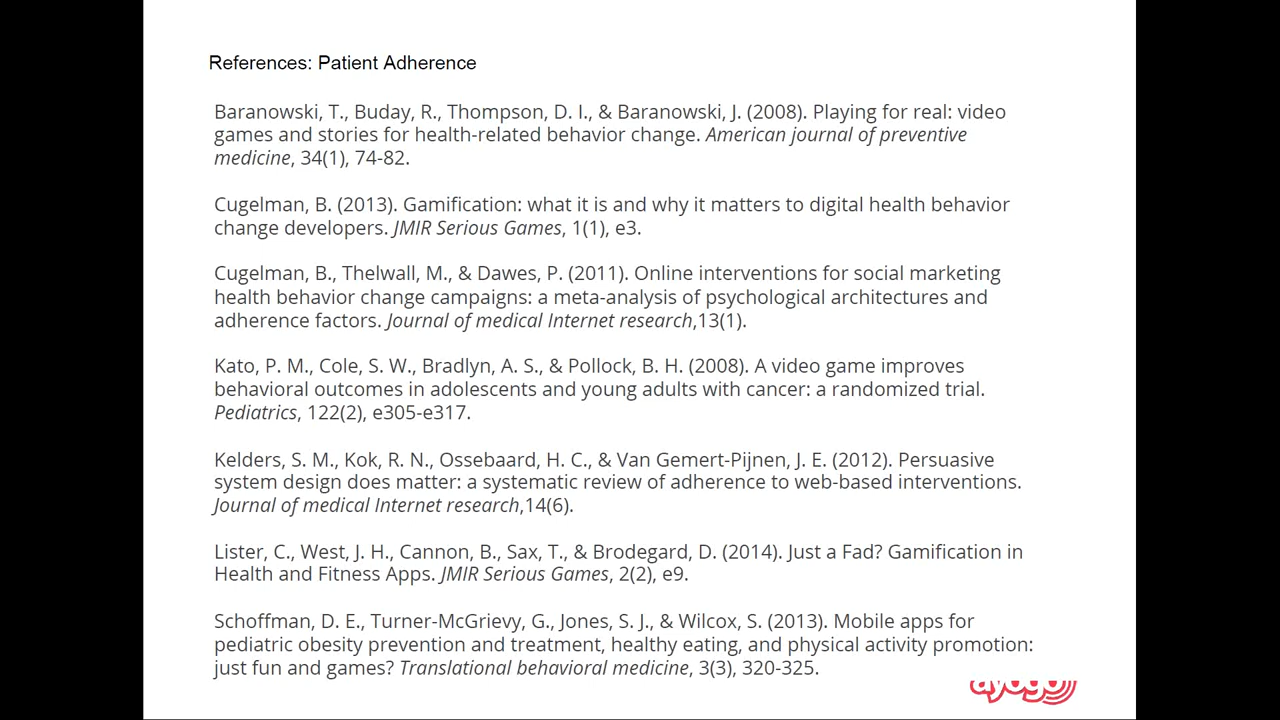 References: Patient Adherence
Baranowski, T., Buday, R., Thompson, D. I., & Baranowski, J. (2008). Playing for real: video
games and stories for health-related behavior change. American journal of preventive
medicine, 34(1), 74-82.
Cugelman, B. (2013). Gamification: what it is and why it matters to digital health behavior
change developers. JMIR Serious Games, 1(1), e3.
Cugelman, B., Thelwall, M., & Dawes, P. (2011). Online interventions for social marketing
health behavior change campaigns: a meta-analysis of psychological architectures and
adherence factors. Journal of medical Internet research,13(1).
Kato, P. M., Cole, S. W., Bradlyn, A. S., & Pollock, B. H. (2008). A video game improves
behavioral outcomes in adolescents and young adults with cancer: a randomized trial.
Pediatrics, 122(2), e305-e317.
Kelders, S. M., Kok, R. N., Ossebaard, H. C., & Van Gemert-Pijnen, J. E. (2012). Persuasive
system design does matter: a systematic review of adherence to web-based interventions.
Journal of medical Internet research,14(6).
Lister, C., West, J. H., Cannon, B., Sax, T., & Brodegard, D. (2014). Just a Fad? Gamification in
Health and Fitness Apps. JMIR Serious Games, 2(2), e9.
Schoffman, D. E., Turner-McGrievy, G., Jones, S. J., & Wilcox, S. (2013). Mobile apps for
pediatric obesity prevention and treatment, healthy eating, and physical activity promotion:
just fun and games? Translational behavioral medicine, 3(3), 320-325.
ayogo